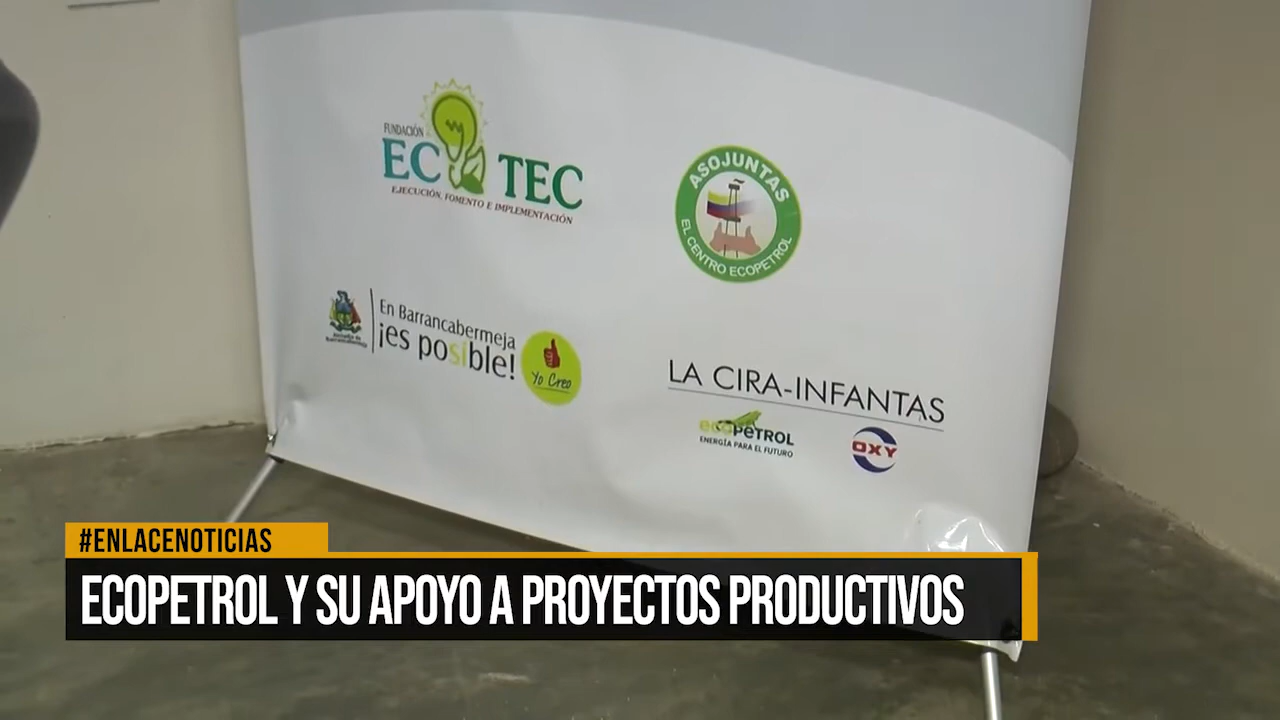 FUNDACIÓN
EC TEC
EJECUCIÓN, FOMENTO E IMPLEMENTACIÓN
ASOJUNTAS
EL CENTRO ECOPETROL
En Barrancabermeja
¡es posible!
Yo Creo
LA CIRA-INFANTAS
ecoPETROL
ENERGÍA PARA EL FUTURO
OXY
#ENLACENOTICIAS
ECOPETROL Y SU APOYO A PROYECTOS PRODUCTIVOS